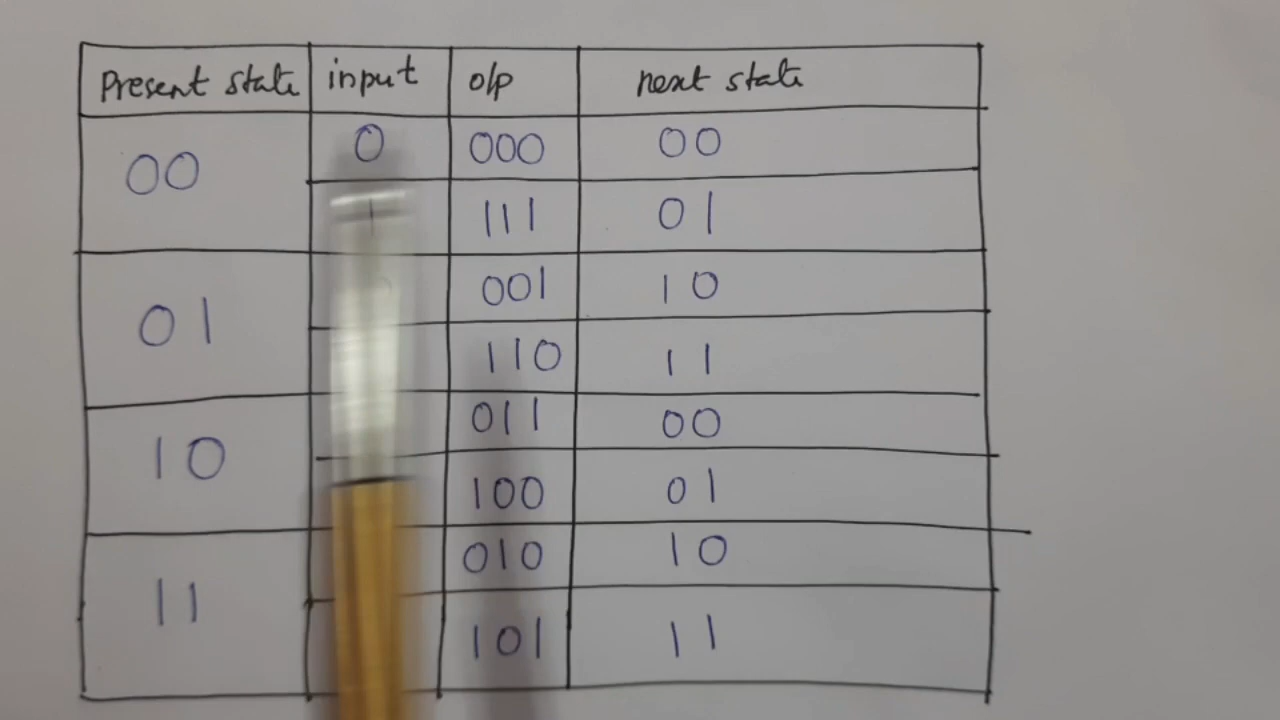 Present state input o/p next state
00 0 000 00
1 111 01
01 001 10
110 11
10 011 00
100 01
11 010 10
101 11